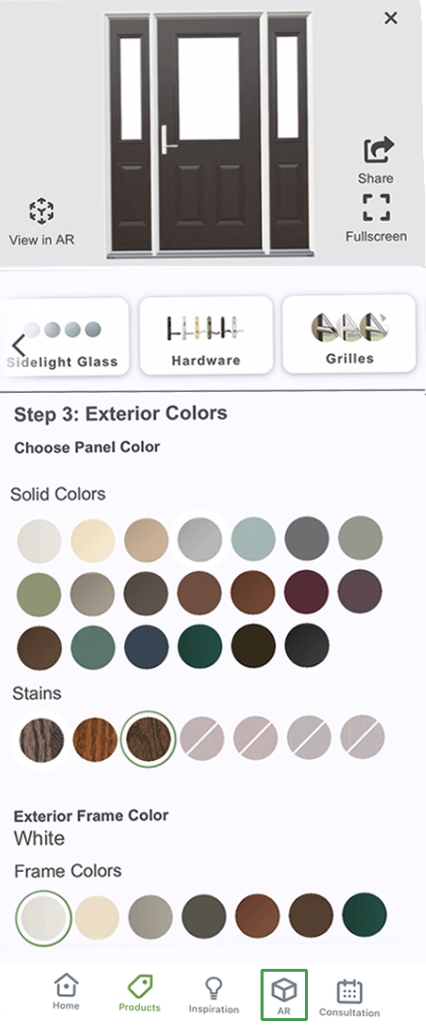 Share
View in AR
Fullscreen
Sidelight Glass
Hardware
Grilles
Step 3: Exterior Colors
Choose Panel Color
Solid Colors
Stains
Exterior Frame Color
White
Frame Colors
Home
Products
Inspiration
AR
Consultation